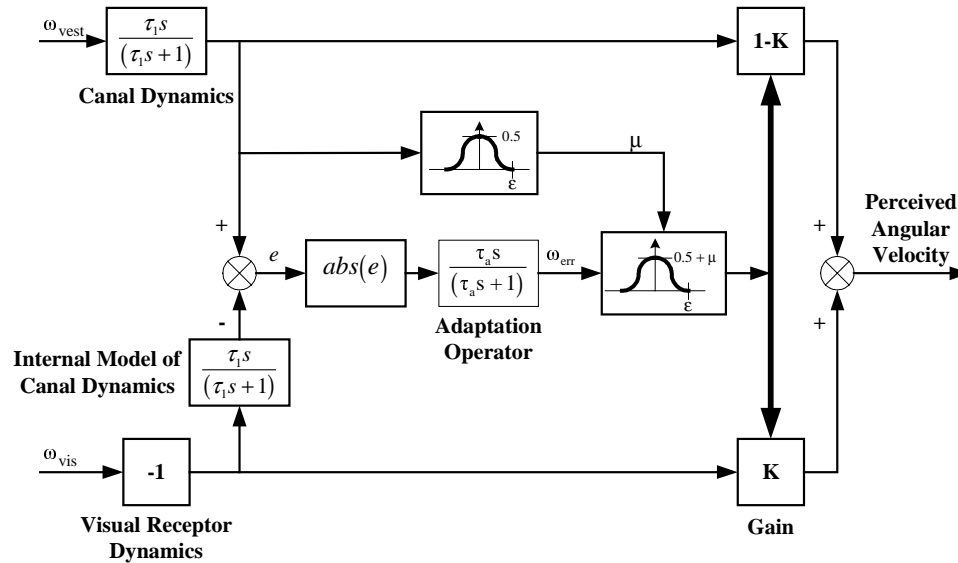 ω_vest
τ₁s
(τ₁s+1)
Canal Dynamics
1-K
0.5
ε
μ
+
e
abs(e)
τₐs
(τₐs+1)
ω_err
0.5 + μ
ε
Adaptation
Operator
-
Internal Model of
Canal Dynamics
τ₁s
(τ₁s+1)
+
+
Perceived
Angular
Velocity
ω_vis
-1
Visual Receptor
Dynamics
K
Gain